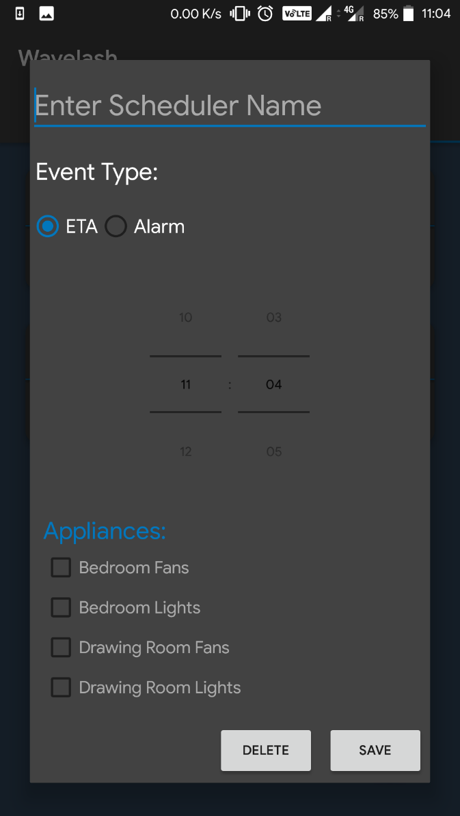 0.00 K/s VoLTE R 4G R 85% 11:04
Wavelash
Enter Scheduler Name
Event Type:
ETA Alarm
10 03
11 : 04
12 05
Appliances:
Bedroom Fans
Bedroom Lights
Drawing Room Fans
Drawing Room Lights
DELETE SAVE